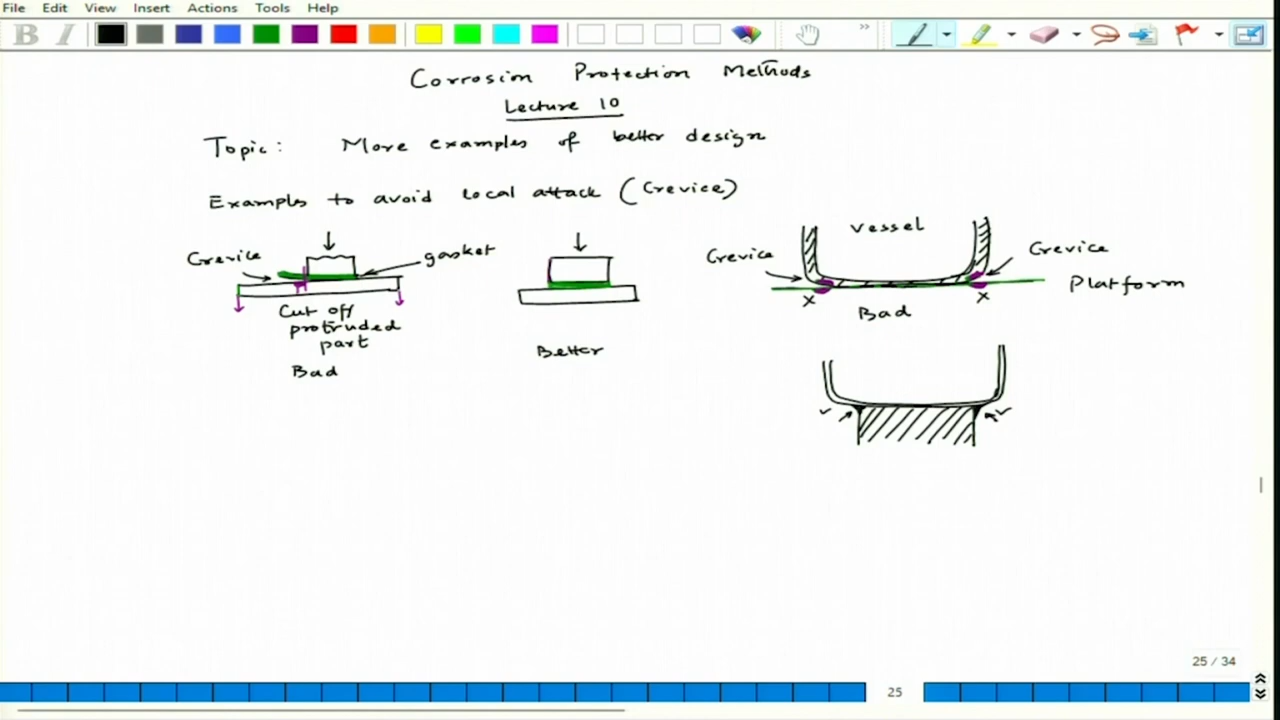 File Edit View Insert Actions Tools Help
B I
Corrosion Protection Methods
Lecture 10
Topic: More examples of better design
Examples to avoid local attack (Crevice)
Crevice
gasket
Cut off
protruded
part
Bad
Better
Vessel
Crevice
Crevice
Platform
x
x
Bad
25 / 34
25